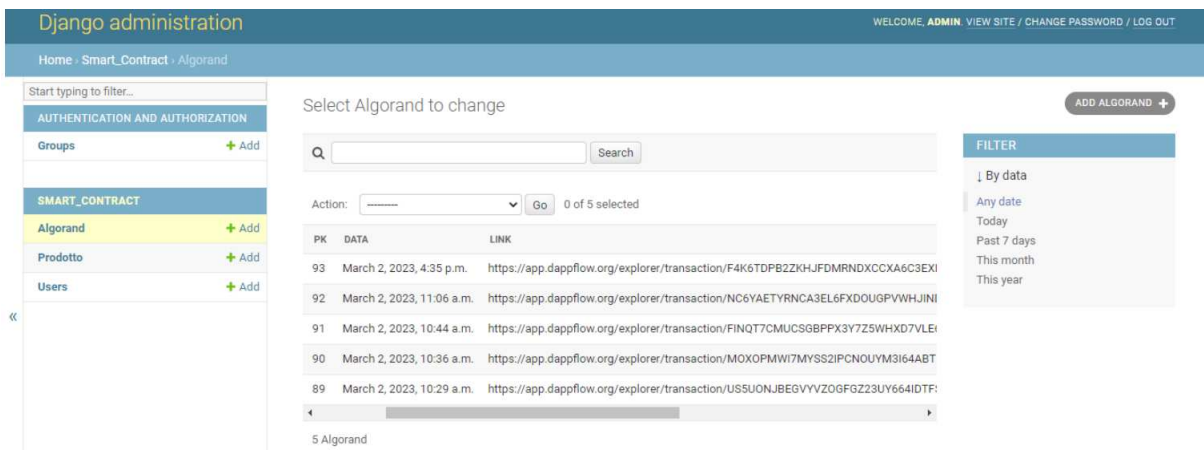 Django administration
WELCOME, ADMIN. VIEW SITE / CHANGE PASSWORD / LOG OUT
Home › Smart_Contract › Algorand
Start typing to filter...
AUTHENTICATION AND AUTHORIZATION
Groups + Add
SMART_CONTRACT
Algorand + Add
Prodotto + Add
Users + Add
«
Select Algorand to change
ADD ALGORAND +
Search
Action: --------- Go 0 of 5 selected
PK DATA LINK
93 March 2, 2023, 4:35 p.m. https://app.dappflow.org/explorer/transaction/F4K6TDPB2ZKHJFDMRNDXCCXA6C3EX
92 March 2, 2023, 11:06 a.m. https://app.dappflow.org/explorer/transaction/NC6YAETYRNCA3EL6FXDOUGPVWHJIN
91 March 2, 2023, 10:44 a.m. https://app.dappflow.org/explorer/transaction/FINQT7CMUCSGBPPX3Y7Z5WHXD7VLE
90 March 2, 2023, 10:36 a.m. https://app.dappflow.org/explorer/transaction/MOXOPMWI7MYSS2IPCNOUYM3I64ABT
89 March 2, 2023, 10:29 a.m. https://app.dappflow.org/explorer/transaction/US5UONJBEGVYVZOGFGZ23UY664IDTF
5 Algorand
FILTER
↓ By data
Any date
Today
Past 7 days
This month
This year